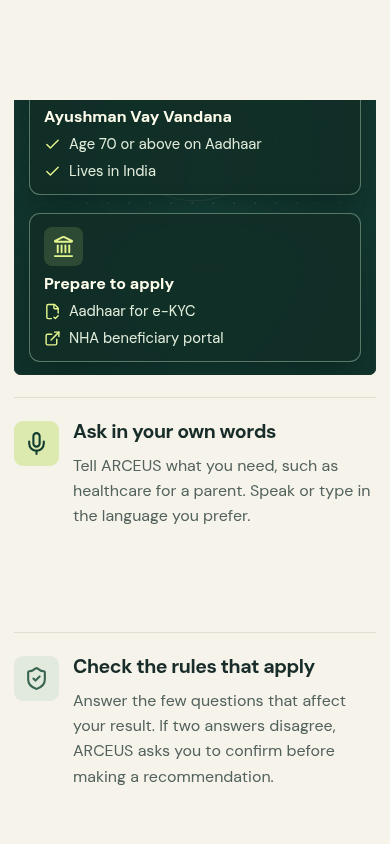 Ayushman Vay Vandana
Age 70 or above on Aadhaar
Lives in India
Prepare to apply
Aadhaar for e-KYC
NHA beneficiary portal
Ask in your own words
Tell ARCEUS what you need, such as
healthcare for a parent. Speak or type in
the language you prefer.
Check the rules that apply
Answer the few questions that affect
your result. If two answers disagree,
ARCEUS asks you to confirm before
making a recommendation.